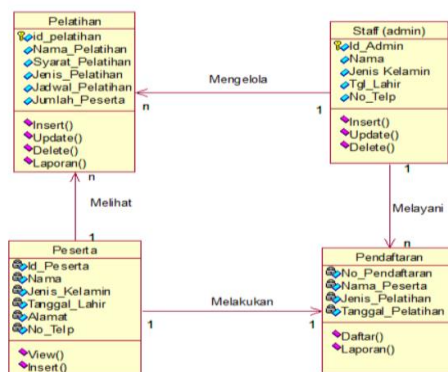 Pelatihan
id_pelatihan
Nama_Pelatihan
Syarat_Pelatihan
Jenis_Pelatihan
Jadwal_Pelatihan
Jumlah_Peserta
Insert()
Update()
Delete()
Laporan()
Staff (admin)
Id_Admin
Nama
Jenis Kelamin
Tgl_Lahir
No_Telp
Insert()
Update()
Delete()
Mengelola
n
1
n
Melihat
1
1
Melayani
n
Peserta
Id_Peserta
Nama
Jenis_Kelamin
Tanggal_Lahir
Alamat
No_Telp
View()
Insert()
Melakukan
1
1
Pendaftaran
No_Pendaftaran
Nama_Peserta
Jenis_Pelatihan
Tanggal_Pelatihan
Daftar()
Laporan()